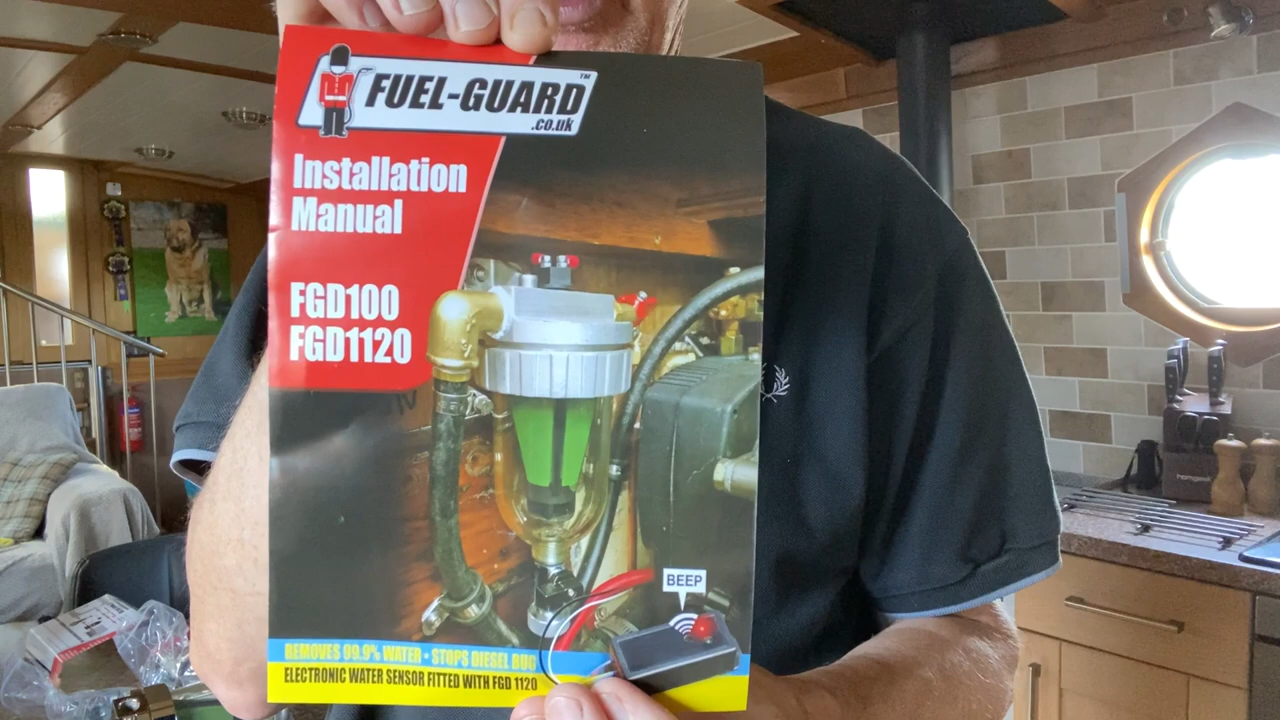 FUEL-GUARD™
.co.uk
Installation
Manual
FGD100
FGD1120
BEEP
REMOVES 99.9% WATER • STOPS DIESEL BUG
ELECTRONIC WATER SENSOR FITTED WITH FGD 1120